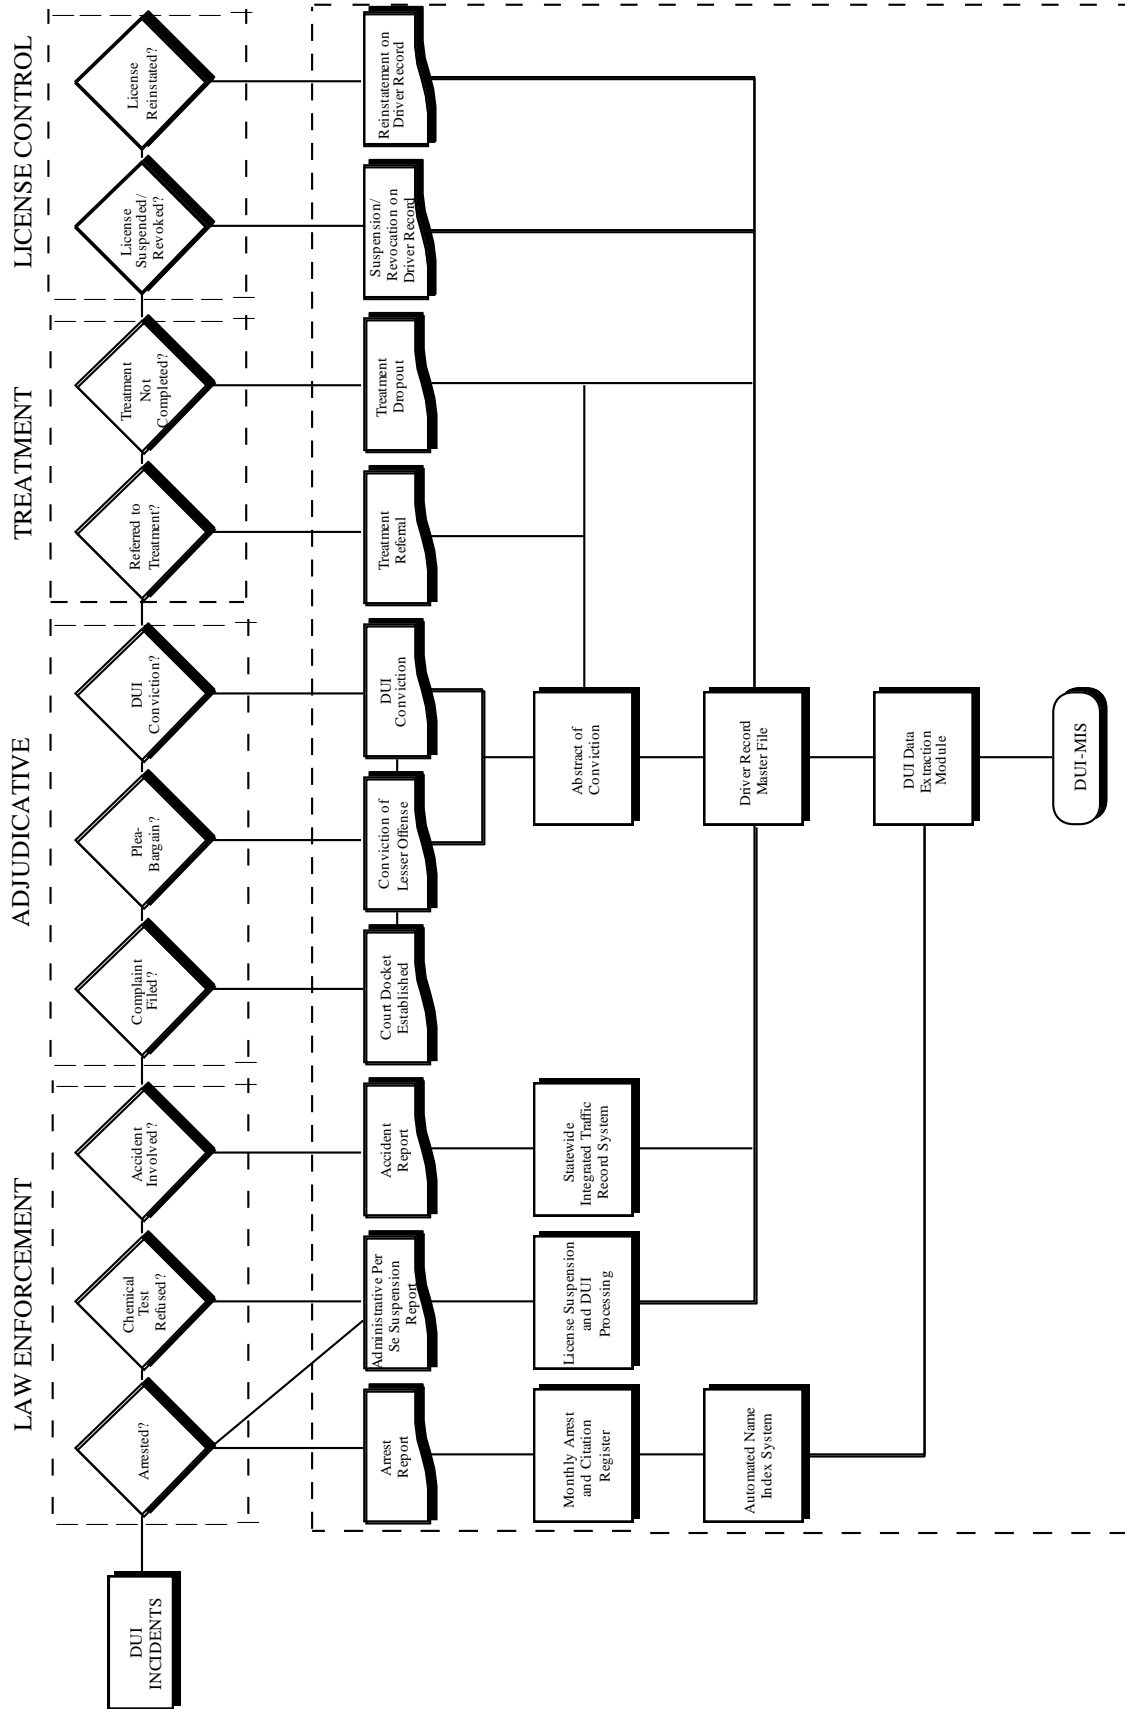 LAW ENFORCEMENT
ADJUDICATIVE
TREATMENT
LICENSE CONTROL
DUI
INCIDENTS
Arrested?
Chemical
Test
Refused?
Accident
Involved?
Complaint
Filed?
Plea-
Bargain?
DUI
Conviction?
Referred to
Treatment?
Treatment
Not
Completed?
License
Suspended/
Revoked?
License
Reinstated?
Arrest
Report
Administrative Per
Se Suspension
Report
Accident
Report
Court Docket
Established
Conviction of
Lesser Offense
DUI
Conviction
Treatment
Referral
Treatment
Dropout
Suspension/
Revocation on
Driver Record
Reinstatement on
Driver Record
Monthly Arrest
and Citation
Register
License Suspension
and DUI
Processing
Statewide
Integrated Traffic
Record System
Abstract of
Conviction
Automated Name
Index System
Driver Record
Master File
DUI Data
Extraction
Module
DUI-MIS